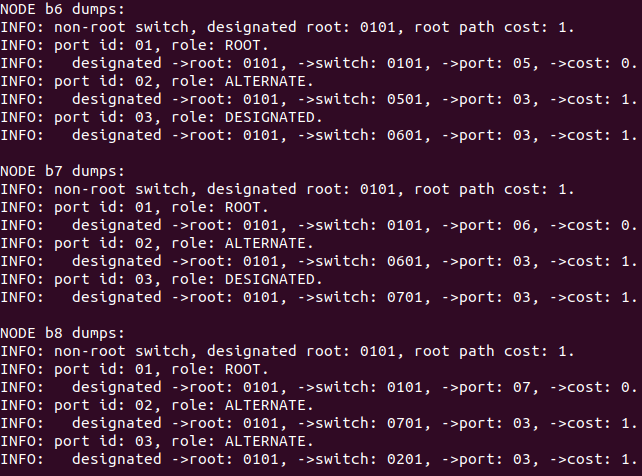 NODE b6 dumps:
INFO: non-root switch, designated root: 0101, root path cost: 1.
INFO: port id: 01, role: ROOT.
INFO:   designated ->root: 0101, ->switch: 0101, ->port: 05, ->cost: 0.
INFO: port id: 02, role: ALTERNATE.
INFO:   designated ->root: 0101, ->switch: 0501, ->port: 03, ->cost: 1.
INFO: port id: 03, role: DESIGNATED.
INFO:   designated ->root: 0101, ->switch: 0601, ->port: 03, ->cost: 1.

NODE b7 dumps:
INFO: non-root switch, designated root: 0101, root path cost: 1.
INFO: port id: 01, role: ROOT.
INFO:   designated ->root: 0101, ->switch: 0101, ->port: 06, ->cost: 0.
INFO: port id: 02, role: ALTERNATE.
INFO:   designated ->root: 0101, ->switch: 0601, ->port: 03, ->cost: 1.
INFO: port id: 03, role: DESIGNATED.
INFO:   designated ->root: 0101, ->switch: 0701, ->port: 03, ->cost: 1.

NODE b8 dumps:
INFO: non-root switch, designated root: 0101, root path cost: 1.
INFO: port id: 01, role: ROOT.
INFO:   designated ->root: 0101, ->switch: 0101, ->port: 07, ->cost: 0.
INFO: port id: 02, role: ALTERNATE.
INFO:   designated ->root: 0101, ->switch: 0701, ->port: 03, ->cost: 1.
INFO: port id: 03, role: ALTERNATE.
INFO:   designated ->root: 0101, ->switch: 0201, ->port: 03, ->cost: 1.